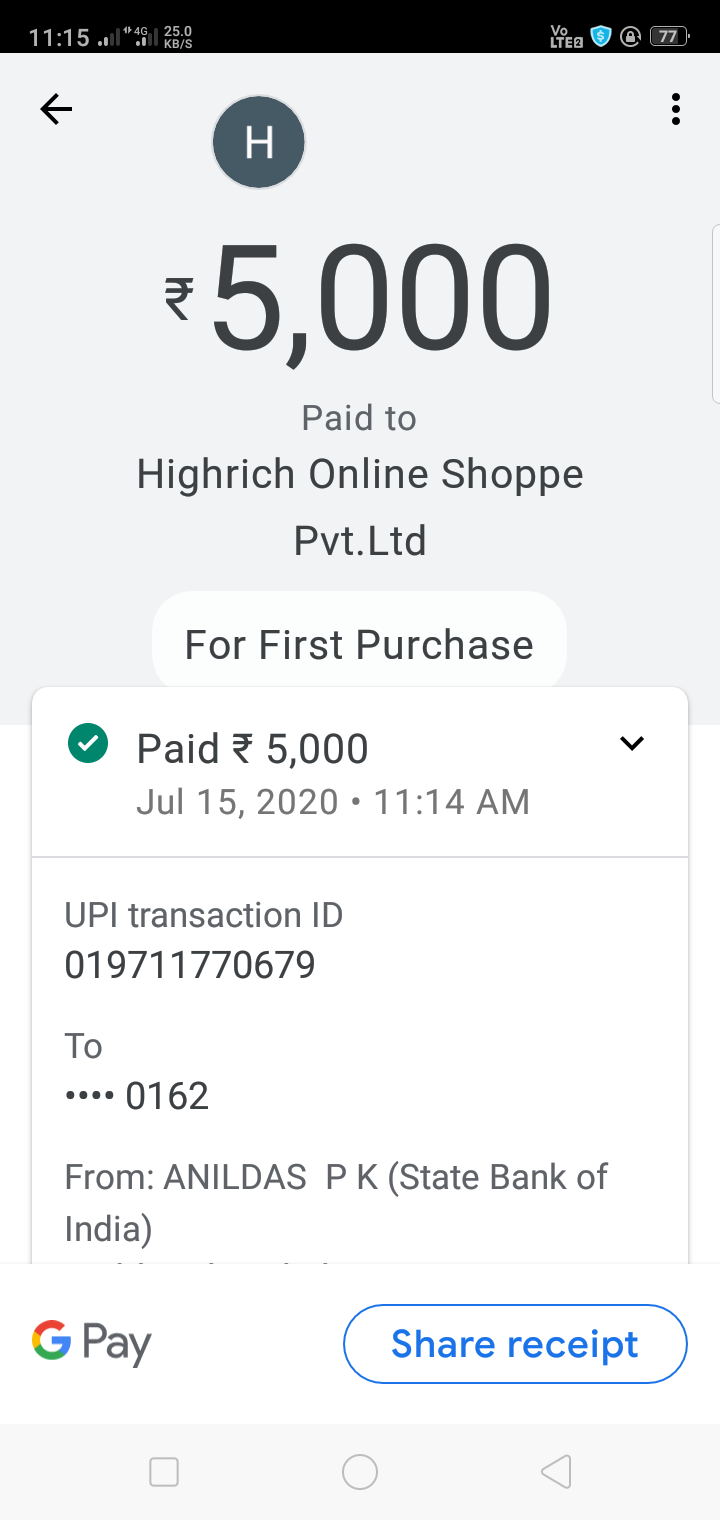 11:15 4G 25.0 KB/S Vo LTE2 77
H
₹5,000
Paid to
Highrich Online Shoppe
Pvt.Ltd
For First Purchase
Paid ₹ 5,000
Jul 15, 2020 • 11:14 AM
UPI transaction ID
019711770679
To
•••• 0162
From: ANILDAS P K (State Bank of
India)
G Pay
Share receipt